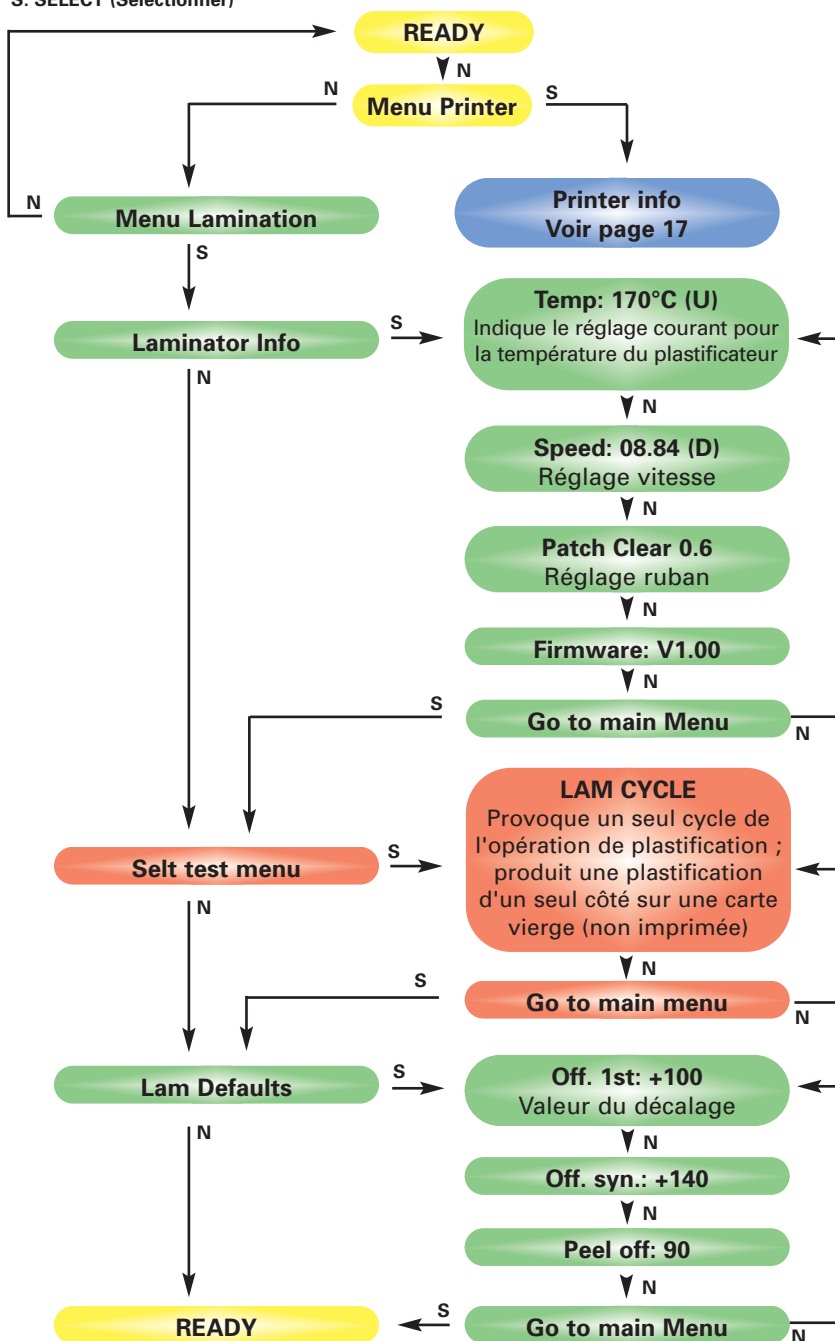 S: SELECT (Sélectionner)
READY
N
Menu Printer
N
S
N
Menu Lamination
Printer info
Voir page 17
S
Laminator Info
S
Temp: 170°C (U)
Indique le réglage courant pour
la température du plastificateur
N
N
Speed: 08.84 (D)
Réglage vitesse
N
Patch Clear 0.6
Réglage ruban
N
Firmware: V1.00
N
S
Go to main Menu
N
LAM CYCLE
Provoque un seul cycle de
l'opération de plastification ;
produit une plastification
d'un seul côté sur une carte
vierge (non imprimée)
Selt test menu
S
N
N
S
Go to main menu
N
Lam Defaults
S
Off. 1st: +100
Valeur du décalage
N
N
Off. syn.: +140
N
Peel off: 90
N
READY
S
Go to main Menu
N